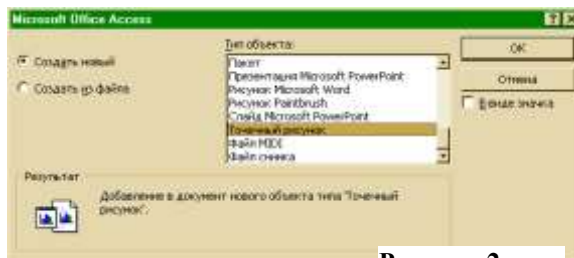 Microsoft Office Access
Тип объекта:
Создать новый
Создать из файла
Пакет
Презентация Microsoft PowerPoint
Рисунок Microsoft Word
Рисунок Paintbrush
Слайд Microsoft PowerPoint
Точечный рисунок
Файл MIDI
Файл сникка
OK
Отмена
В виде значка
Результат
Добавление в документ нового объекта типа "Точечный
рисунок".